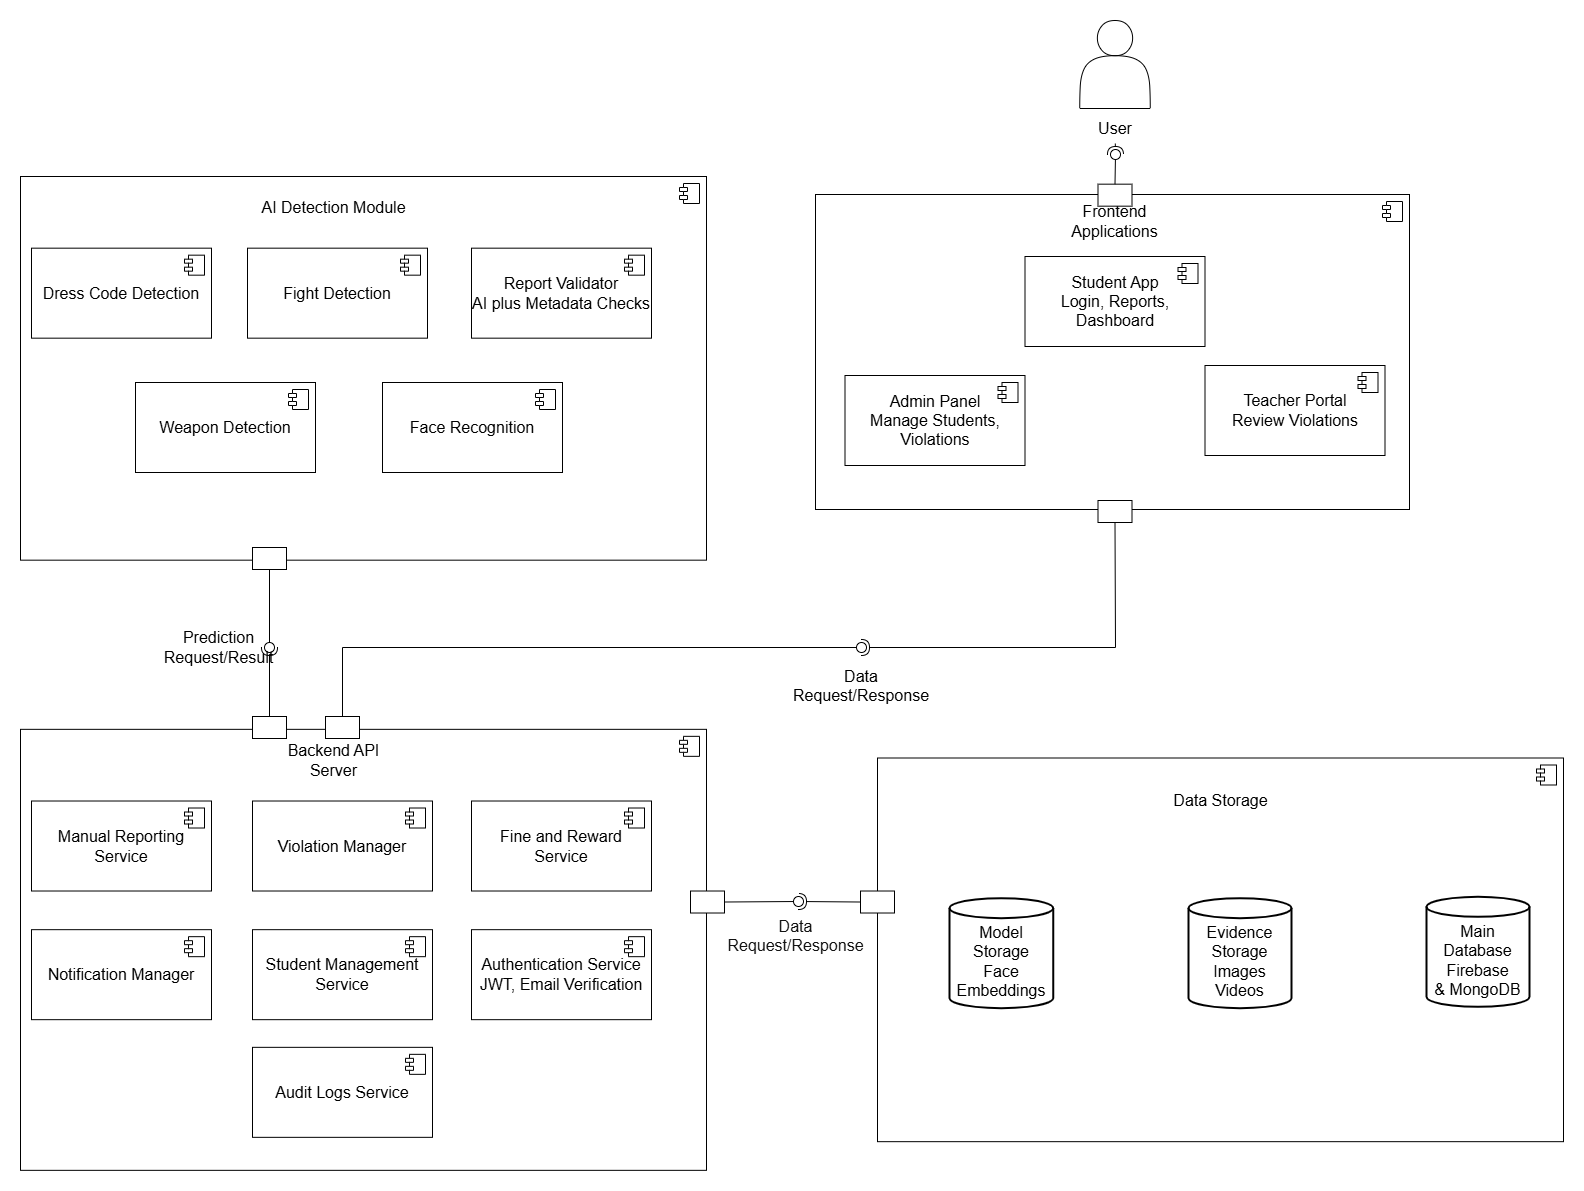 User
AI Detection Module
Dress Code Detection
Fight Detection
Report Validator
AI plus Metadata Checks
Weapon Detection
Face Recognition
Frontend
Applications
Student App
Login, Reports,
Dashboard
Admin Panel
Manage Students,
Violations
Teacher Portal
Review Violations
Prediction
Request/Result
Data
Request/Response
Backend API
Server
Manual Reporting
Service
Violation Manager
Fine and Reward
Service
Notification Manager
Student Management
Service
Authentication Service
JWT, Email Verification
Audit Logs Service
Data
Request/Response
Data Storage
Model
Storage
Face
Embeddings
Evidence
Storage
Images
Videos
Main
Database
Firebase
& MongoDB